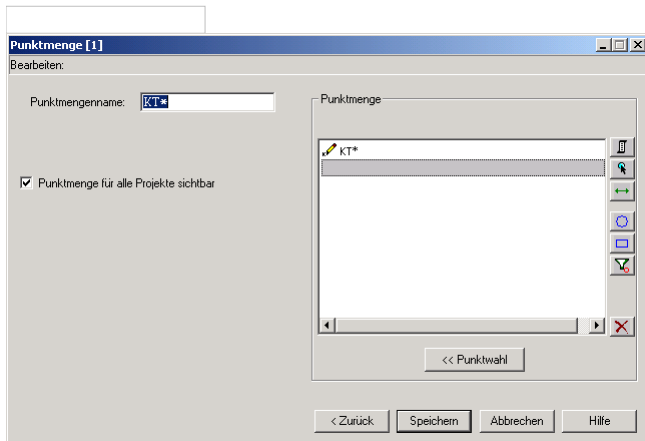 Punktmenge [1]
Bearbeiten:
Punktmengenname: KT*
Punktmenge für alle Projekte sichtbar
Punktmenge
KT*
<< Punktwahl
< Zurück Speichern Abbrechen Hilfe